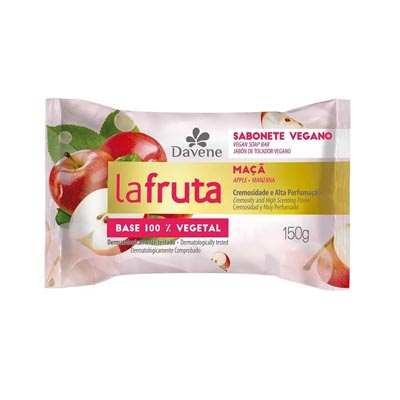 Davene
lafruta
BASE 100 % VEGETAL
Dermatologicamente testado • Dermatologically tested
Dermatológicamente Comprobado
SABONETE VEGANO
VEGAN SOAP BAR
JABÓN DE TOCADOR VEGANO
MAÇÃ
APPLE • MANZANA
Cremosidade e Alta Perfumação
Creamosity and High Scenting Power
Cremosidad y Muy Perfumado
150g